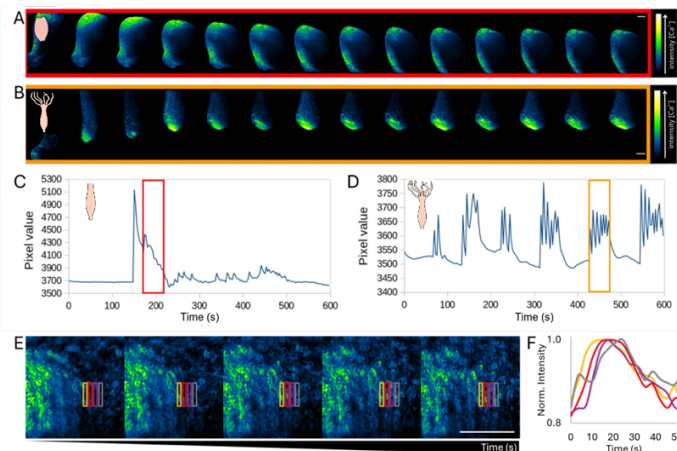 A
intensity [Ca²⁺]
B
intensity [Ca²⁺]
C
D
5300
5100
4900
4700
4500
4300
4100
3900
3700
3500
Pixel value
0 100 200 300 400 500 600
Time (s)
3800
3750
3700
3650
3600
3550
3500
3450
3400
Pixel value
0 100 200 300 400 500 600
Time (s)
E
Time (s)
F
1.0
0.8
Norm. Intensity
0 10 20 30 40
Time (s)